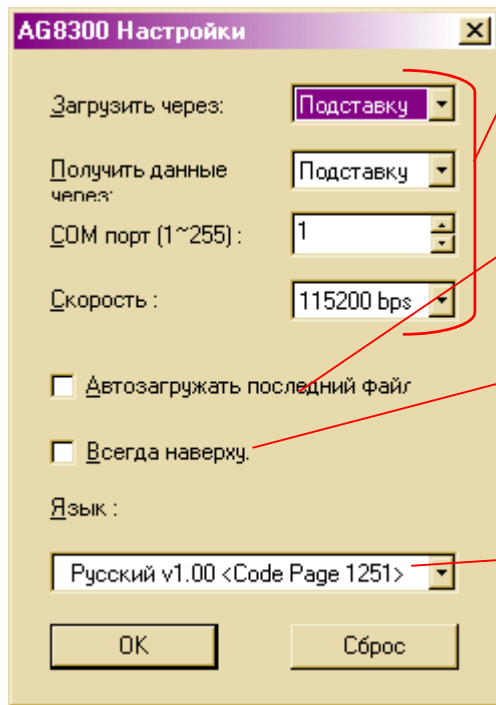 AG8300 Настройки
Загрузить через: Подставку
Получить данные через: Подставку
COM порт (1~255) : 1
Скорость : 115200 bps
Автозагружать последний файл
Всегда наверху.
Язык :
Русский v1.00 <Code Page 1251>
OK Сброс